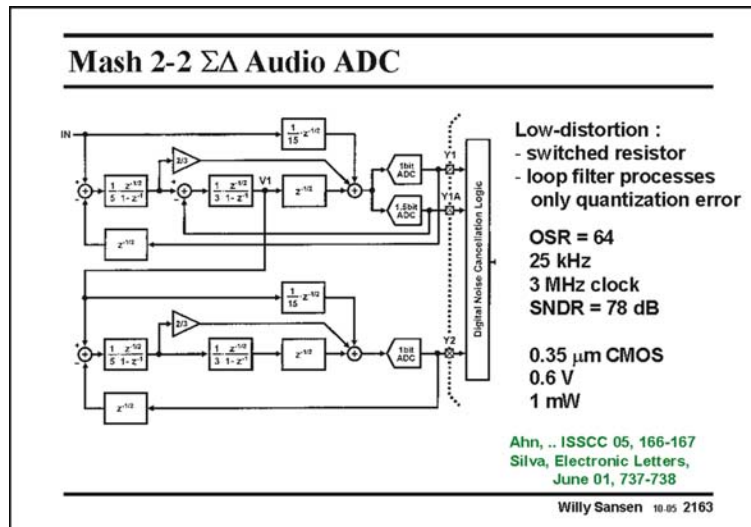 Mash 2-2 ΣΔ Audio ADC
IN
1/15 z^-1/2
2/3
V1
+
−
1/5 z^-1/2/1- z^-1
+
−
1/3 z^-1/2/1- z^-1
z^-1/2
+
1bit ADC
1.5bit ADC
Y1
Y1A
z^-1/2
1/15 z^-1/2
2/3
+
−
1/5 z^-1/2/1- z^-1
1/3 z^-1/2/1- z^-1
z^-1/2
+
1bit ADC
Y2
z^-1/2
Digital Noise Cancellation Logic
Low-distortion :
- switched resistor
- loop filter processes
only quantization error
OSR = 64
25 kHz
3 MHz clock
SNDR = 78 dB
0.35 μm CMOS
0.6 V
1 mW
Ahn, .. ISSCC 05, 166-167
Silva, Electronic Letters,
June 01, 737-738
Willy Sansen 10-05 2163